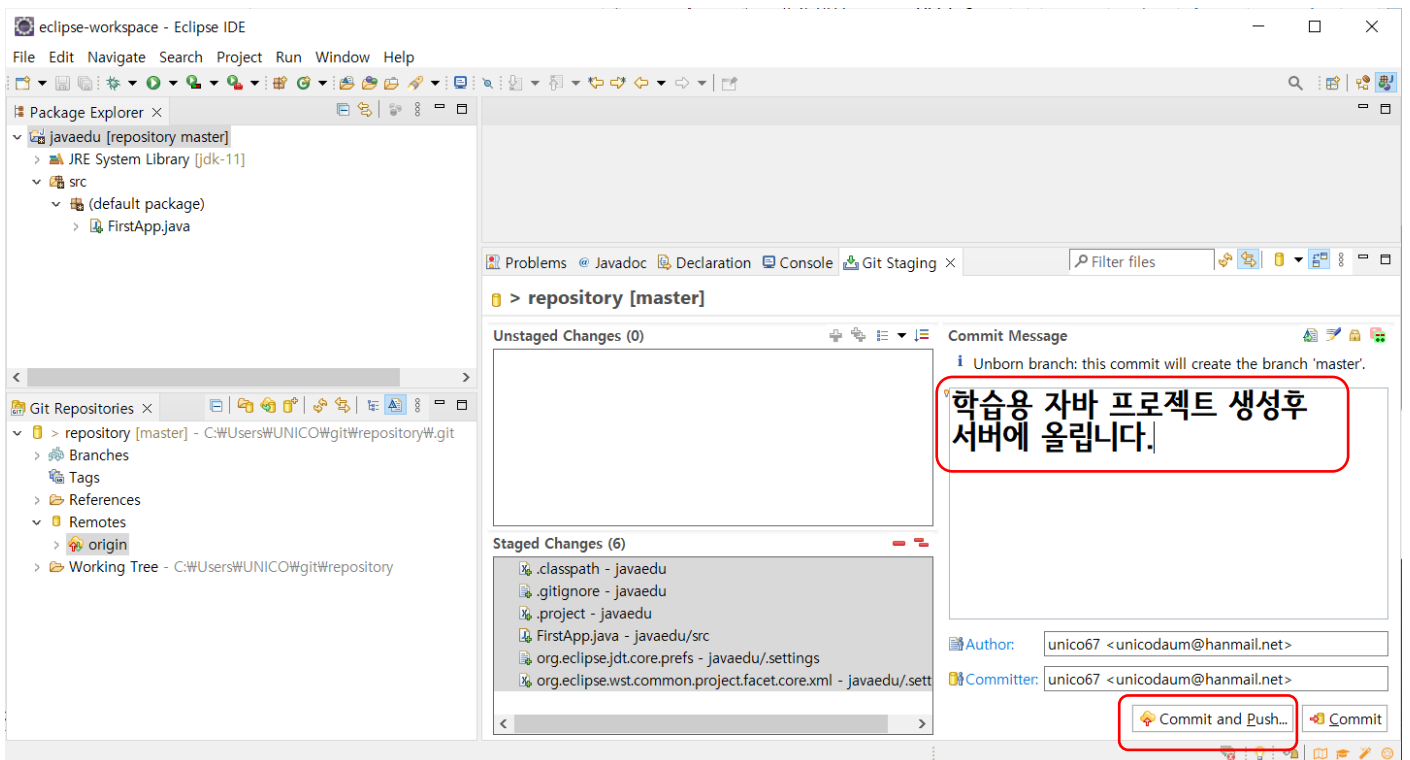 eclipse-workspace - Eclipse IDE
File Edit Navigate Search Project Run Window Help
Package Explorer
javaedu [repository master]
JRE System Library [jdk-11]
src
(default package)
FirstApp.java
Git Repositories
> repository [master] - C:₩Users₩UNICO₩git₩repository₩.git
Branches
Tags
References
Remotes
origin
Working Tree - C:₩Users₩UNICO₩git₩repository
Problems @ Javadoc Declaration Console Git Staging
Filter files
> repository [master]
Unstaged Changes (0)
Staged Changes (6)
.classpath - javaedu
.gitignore - javaedu
.project - javaedu
FirstApp.java - javaedu/src
org.eclipse.jdt.core.prefs - javaedu/.settings
org.eclipse.wst.common.project.facet.core.xml - javaedu/.sett
Commit Message
Unborn branch: this commit will create the branch 'master'.
학습용 자바 프로젝트 생성후
서버에 올립니다.
Author: unico67 <unicodaum@hanmail.net>
Committer: unico67 <unicodaum@hanmail.net>
Commit and Push... Commit